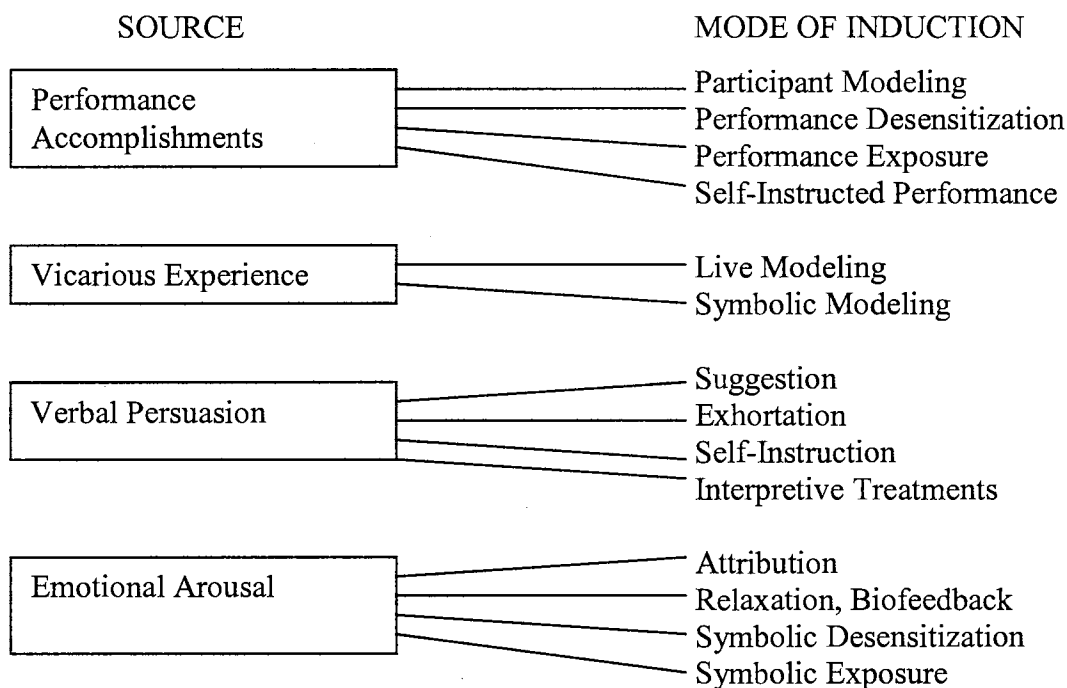 SOURCE
MODE OF INDUCTION
Performance
Accomplishments
Participant Modeling
Performance Desensitization
Performance Exposure
Self-Instructed Performance
Vicarious Experience
Live Modeling
Symbolic Modeling
Verbal Persuasion
Suggestion
Exhortation
Self-Instruction
Interpretive Treatments
Emotional Arousal
Attribution
Relaxation, Biofeedback
Symbolic Desensitization
Symbolic Exposure